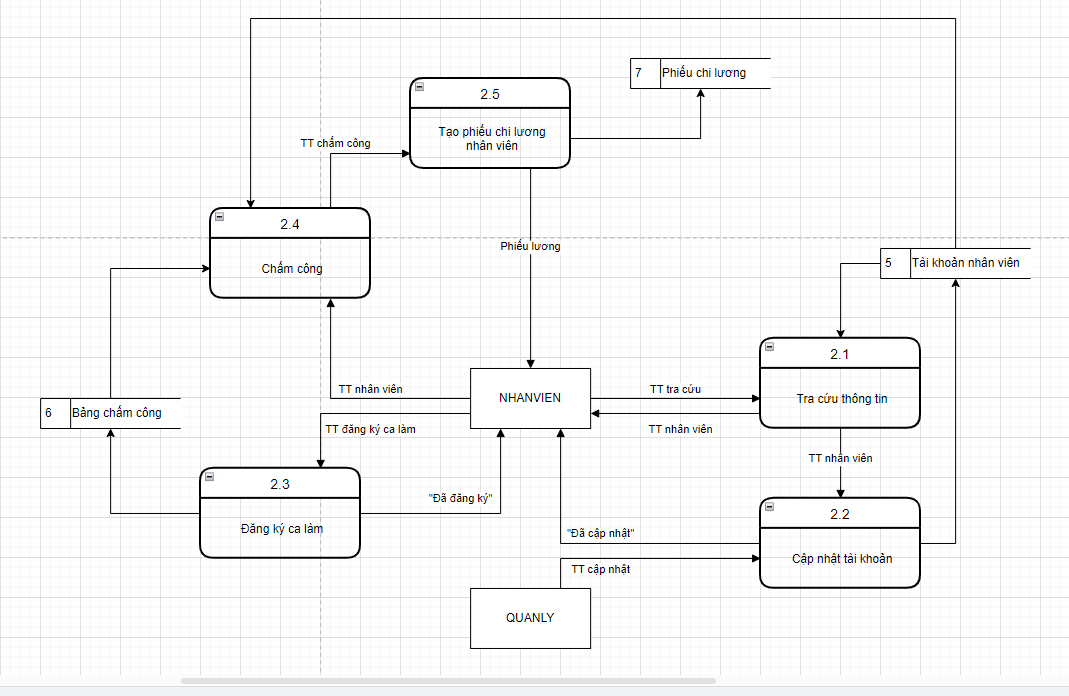 7
Phiếu chi lương
2.5
Tạo phiếu chi lương
nhân viên
TT chấm công
2.4
Chấm công
Phiếu lương
5
Tài khoản nhân viên
2.1
Tra cứu thông tin
TT nhân viên
NHANVIEN
TT tra cứu
6
Bảng chấm công
TT đăng ký ca làm
TT nhân viên
TT nhân viên
2.3
Đăng ký ca làm
"Đã đăng ký"
2.2
Cập nhật tài khoản
"Đã cập nhật"
TT cập nhật
QUANLY